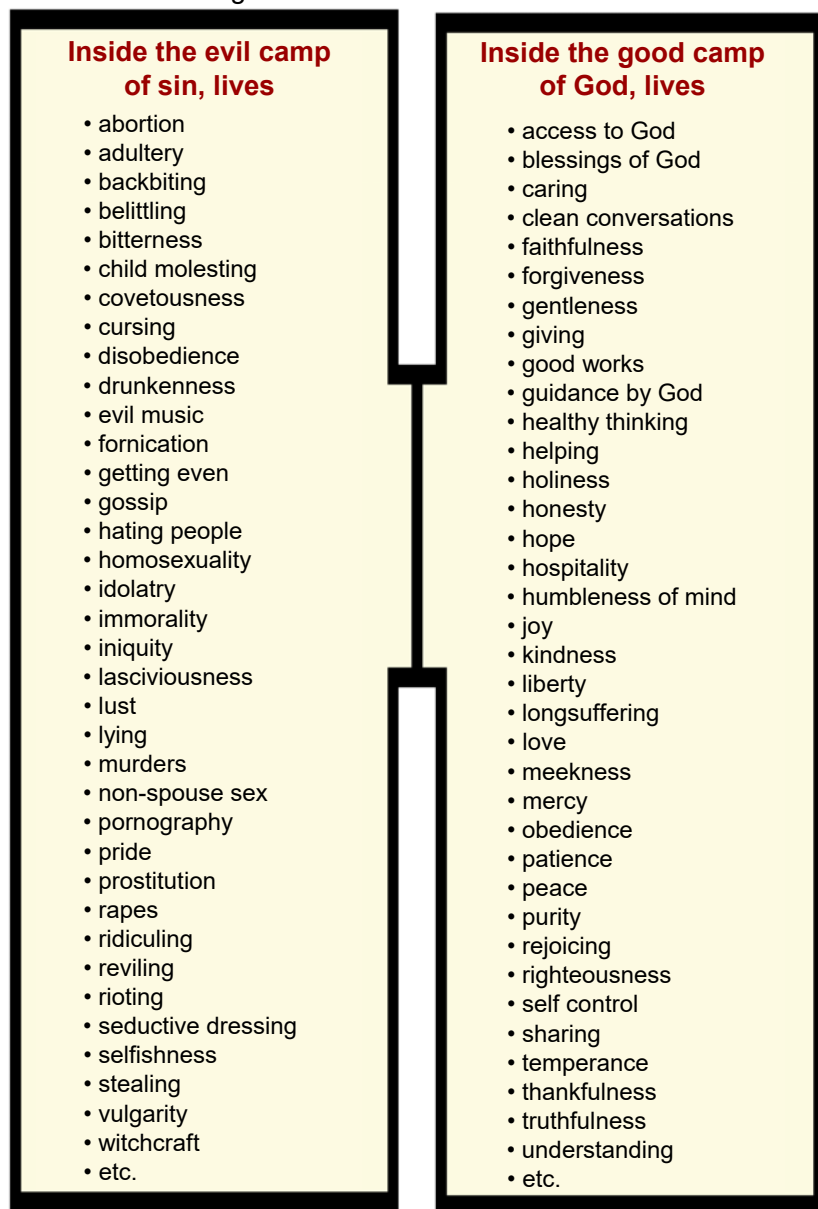 Inside the evil camp
of sin, lives
• abortion
• adultery
• backbiting
• belittling
• bitterness
• child molesting
• covetousness
• cursing
• disobedience
• drunkenness
• evil music
• fornication
• getting even
• gossip
• hating people
• homosexuality
• idolatry
• immorality
• iniquity
• lasciviousness
• lust
• lying
• murders
• non-spouse sex
• pornography
• pride
• prostitution
• rapes
• ridiculing
• reviling
• rioting
• seductive dressing
• selfishness
• stealing
• vulgarity
• witchcraft
• etc.
Inside the good camp
of God, lives
• access to God
• blessings of God
• caring
• clean conversations
• faithfulness
• forgiveness
• gentleness
• giving
• good works
• guidance by God
• healthy thinking
• helping
• holiness
• honesty
• hope
• hospitality
• humbleness of mind
• joy
• kindness
• liberty
• longsuffering
• love
• meekness
• mercy
• obedience
• patience
• peace
• purity
• rejoicing
• righteousness
• self control
• sharing
• temperance
• thankfulness
• truthfulness
• understanding
• etc.